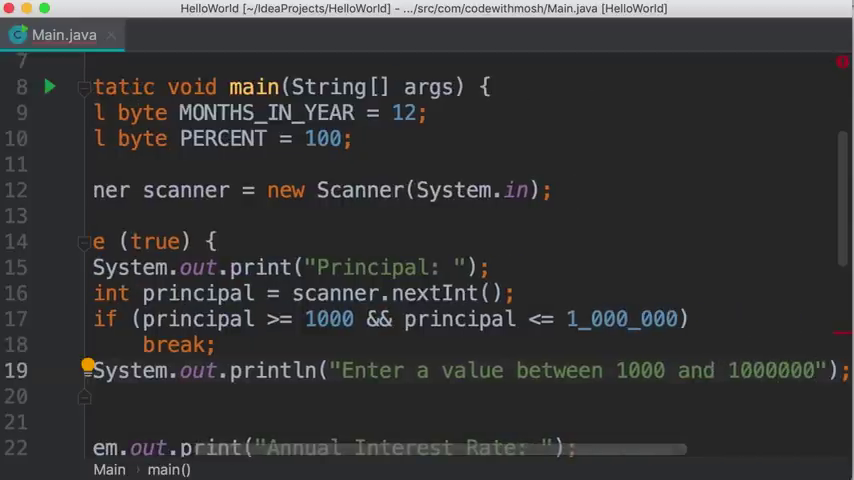 HelloWorld [~/IdeaProjects/HelloWorld] - .../src/com/codewithmosh/Main.java [HelloWorld]
Main.java
7
8 tatic void main(String[] args) {
9 l byte MONTHS_IN_YEAR = 12;
10 l byte PERCENT = 100;
11
12 ner scanner = new Scanner(System.in);
13
14 e (true) {
15 System.out.print("Principal: ");
16 int principal = scanner.nextInt();
17 if (principal >= 1000 && principal <= 1_000_000)
18 break;
19 System.out.println("Enter a value between 1000 and 1000000");
20
21
22 em.out.print("Annual Interest Rate: ");
Main main()